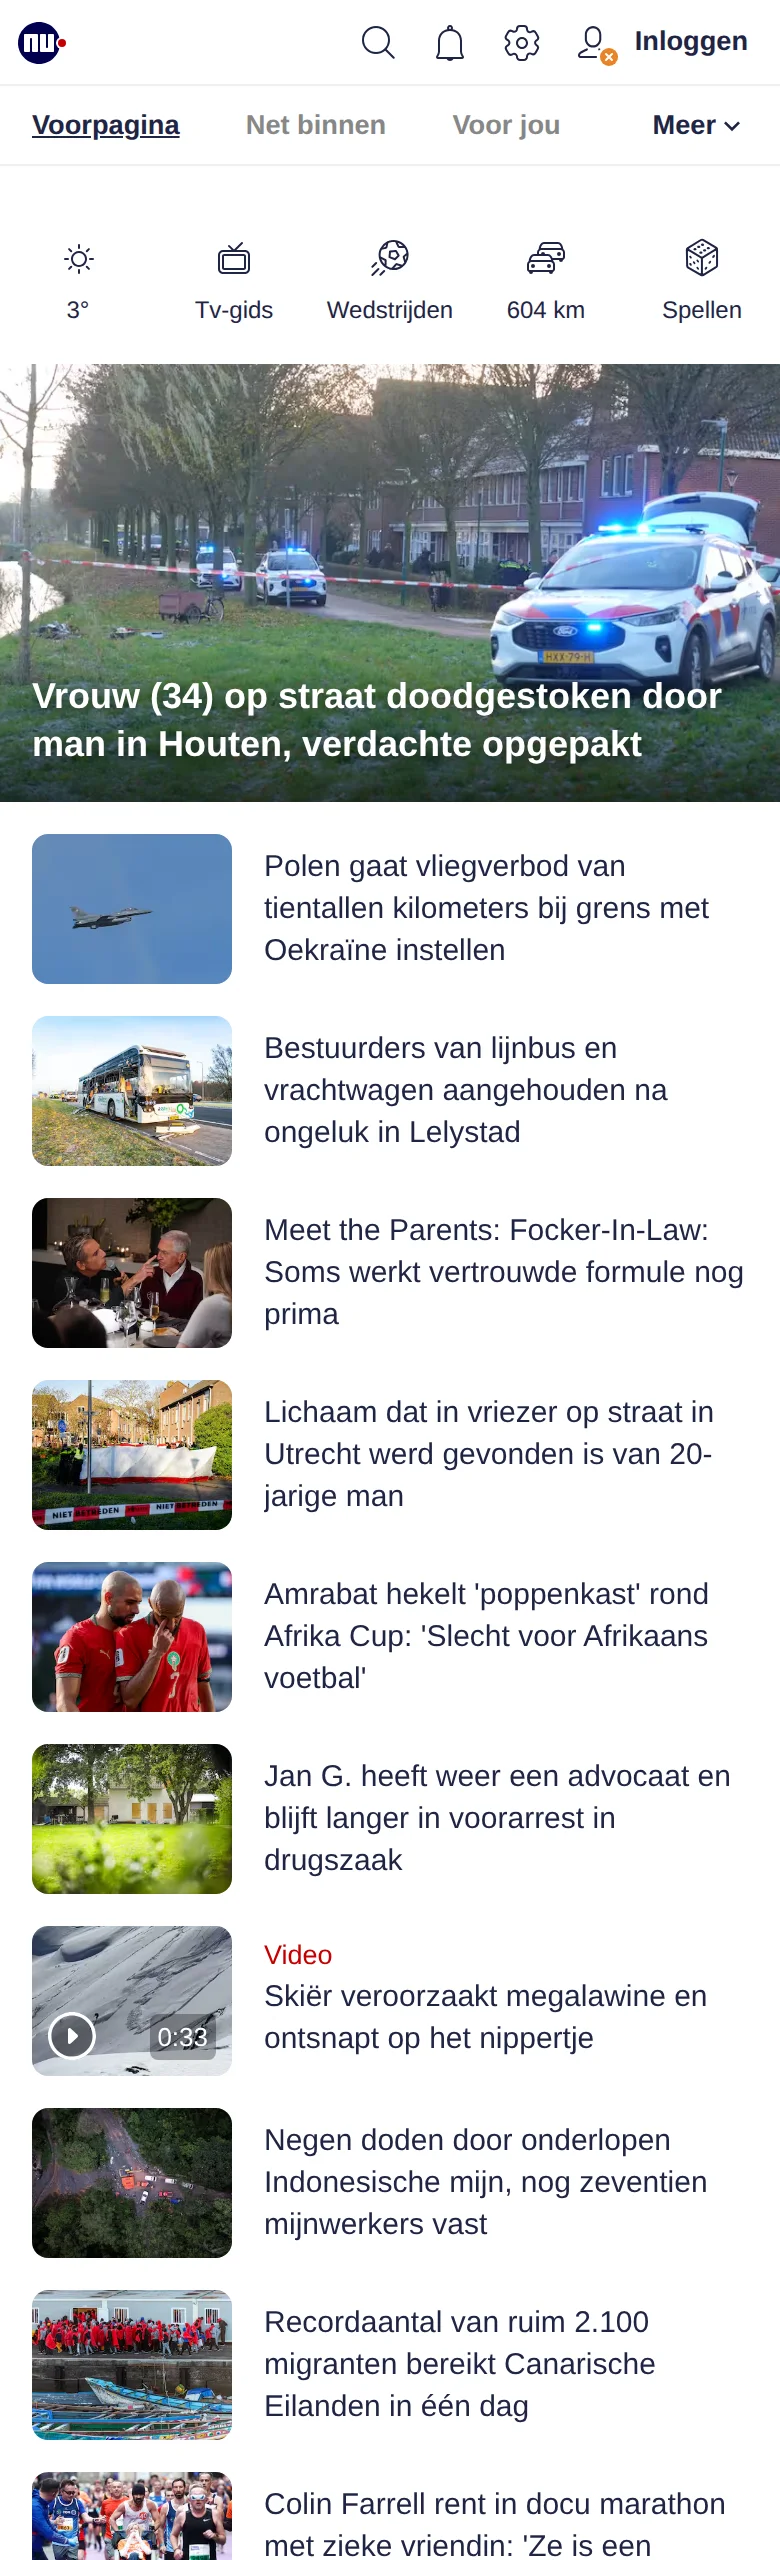 nu
Inloggen
Voorpagina Net binnen Voor jou Meer
3° Tv-gids Wedstrijden 604 km Spellen
HXX-79-H
Vrouw (34) op straat doodgestoken door
man in Houten, verdachte opgepakt
Polen gaat vliegverbod van
tientallen kilometers bij grens met
Oekraïne instellen
Bestuurders van lijnbus en
vrachtwagen aangehouden na
ongeluk in Lelystad
Meet the Parents: Focker-In-Law:
Soms werkt vertrouwde formule nog
prima
Lichaam dat in vriezer op straat in
Utrecht werd gevonden is van 20-
jarige man
NIET BETREDEN NIET BETREDEN
Amrabat hekelt 'poppenkast' rond
Afrika Cup: 'Slecht voor Afrikaans
voetbal'
Jan G. heeft weer een advocaat en
blijft langer in voorarrest in
drugszaak
Video
Skiër veroorzaakt megalawine en
ontsnapt op het nippertje
0:33
Negen doden door onderlopen
Indonesische mijn, nog zeventien
mijnwerkers vast
Recordaantal van ruim 2.100
migranten bereikt Canarische
Eilanden in één dag
Colin Farrell rent in docu marathon
met zieke vriendin: 'Ze is een